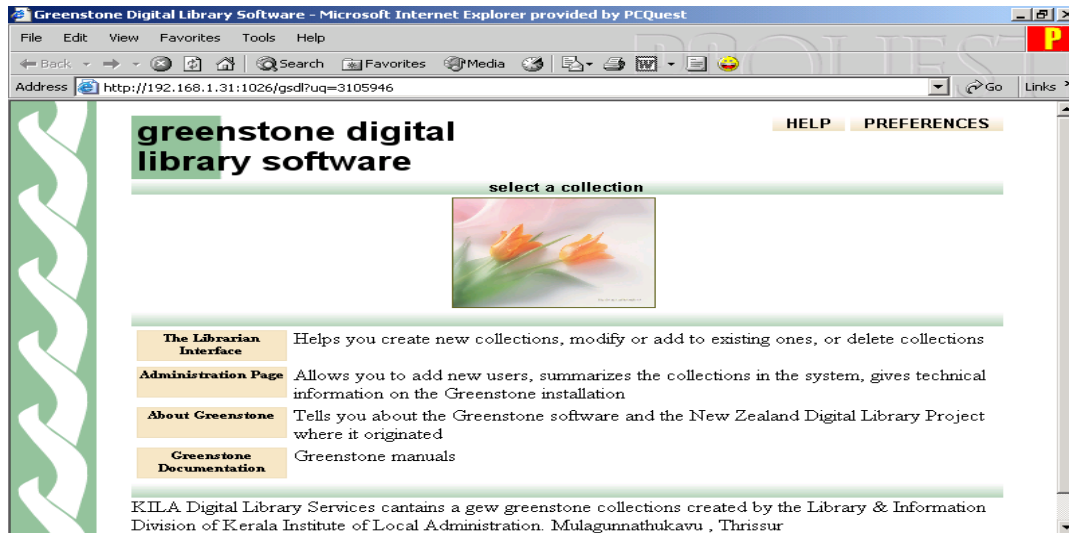 Greenstone Digital Library Software - Microsoft Internet Explorer provided by PCQuest
File Edit View Favorites Tools Help
P
Back Search Favorites Media
PCQUEST
Address http://192.168.1.31:1026/gsdl?uq=3105946 Go Links
greenstone digital
library software
HELP PREFERENCES
select a collection
The Librarian
Interface
Helps you create new collections, modify or add to existing ones, or delete collections
Administration Page
Allows you to add new users, summarizes the collections in the system, gives technical
information on the Greenstone installation
About Greenstone
Tells you about the Greenstone software and the New Zealand Digital Library Project
where it originated
Greenstone
Documentation
Greenstone manuals
KILA Digital Library Services cantains a gew greenstone collections created by the Library & Information
Division of Kerala Institute of Local Administration. Mulagunnathukavu , Thrissur